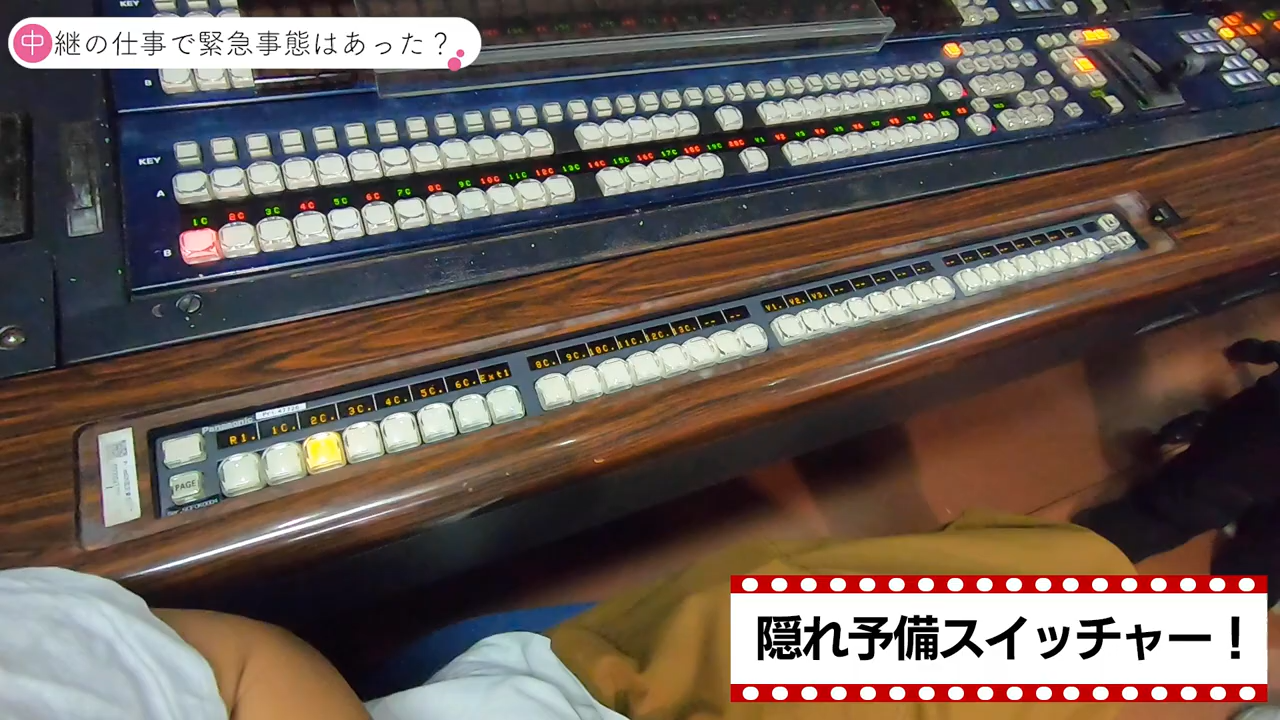 KEY
中継の仕事で緊急事態はあった？
B
KEY
A
1C 2C 3C 4C 5C 6C 7C 8C 9C 10C 11C 12C 13C 14C 15C 16C 17C 18C 19C 20C V1
B
Panasonic
R1. 1C. 2C. 3C. 4C. 5C. 6C. Ext1 8C. 9C. 10C. 11C. 12C. 13C. -- -- V1. V2. V3. -- -- -- -- --
PAGE
隠れ予備スイッチャー！